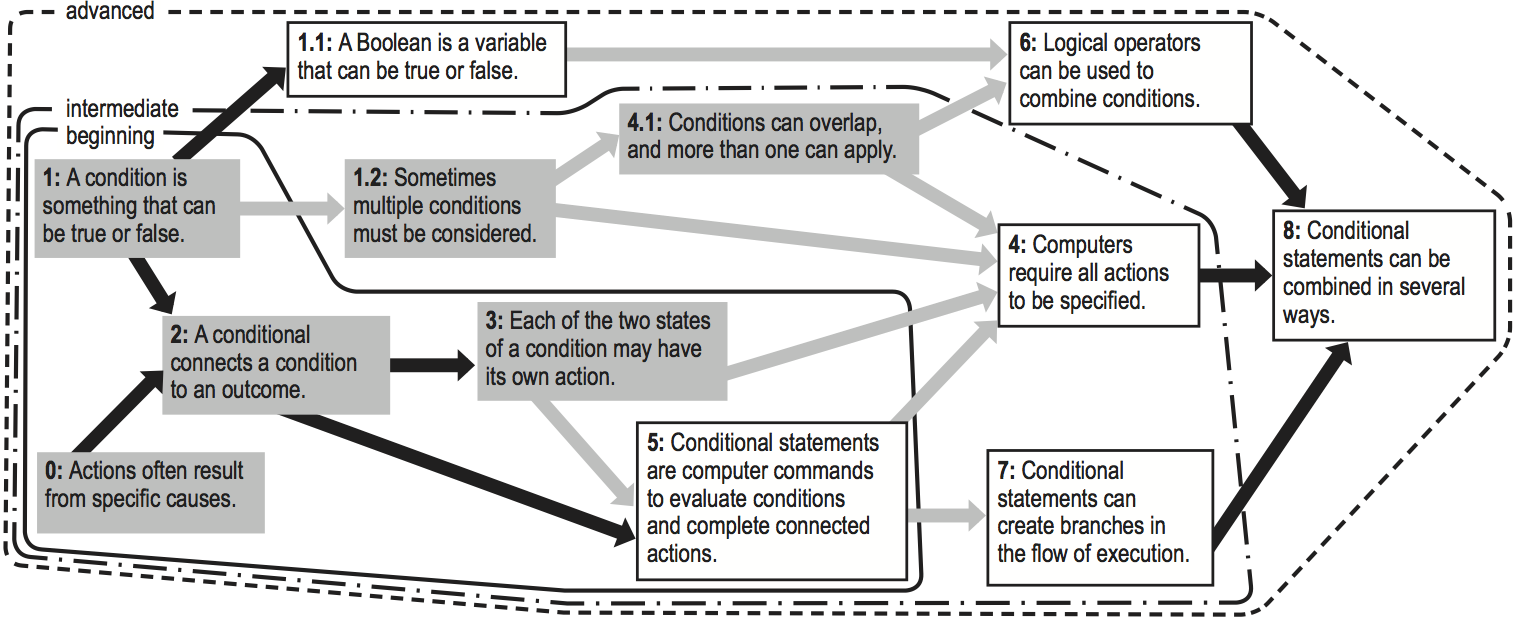 advanced
1.1: A Boolean is a variable
that can be true or false.
6: Logical operators
can be used to
combine conditions.
intermediate
beginning
4.1: Conditions can overlap,
and more than one can apply.
1: A condition is
something that can
be true or false.
1.2: Sometimes
multiple conditions
must be considered.
4: Computers
require all actions
to be specified.
8: Conditional
statements can be
combined in several
ways.
2: A conditional
connects a condition
to an outcome.
3: Each of the two states
of a condition may have
its own action.
0: Actions often result
from specific causes.
5: Conditional statements
are computer commands
to evaluate conditions
and complete connected
actions.
7: Conditional
statements can
create branches in
the flow of execution.